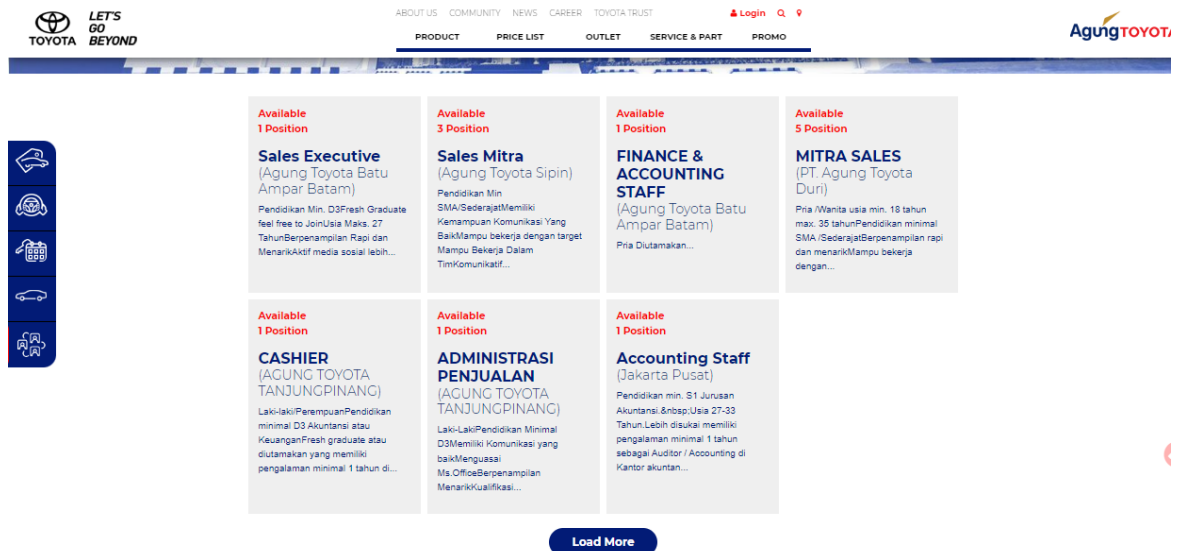 TOYOTA
LET'S
GO
BEYOND
ABOUT US COMMUNITY NEWS CAREER TOYOTA TRUST
Login
PRODUCT PRICE LIST OUTLET SERVICE & PART PROMO
AgungTOYOTA
Available
1 Position
Sales Executive
(Agung Toyota Batu
Ampar Batam)
Pendidikan Min. D3Fresh Graduate
feel free to JoinUsia Maks. 27
TahunBerpenampilan Rapi dan
MenarikAktif media sosial lebih...
Available
3 Position
Sales Mitra
(Agung Toyota Sipin)
Pendidikan Min
SMA/SederajatMemiliki
Kemampuan Komunikasi Yang
BaikMampu bekerja dengan target
Mampu Bekerja Dalam
TimKomunikatif...
Available
1 Position
FINANCE &
ACCOUNTING
STAFF
(Agung Toyota Batu
Ampar Batam)
Pria Diutamakan...
Available
5 Position
MITRA SALES
(PT. Agung Toyota
Duri)
Pria /Wanita usia min. 18 tahun
max. 35 tahunPendidikan minimal
SMA /SederajatBerpenampilan rapi
dan menarikMampu bekerja
dengan...
Available
1 Position
CASHIER
(AGUNG TOYOTA
TANJUNGPINANG)
Laki-laki/PerempuanPendidikan
minimal D3 Akuntansi atau
KeuanganFresh graduate atau
diutamakan yang memiliki
pengalaman minimal 1 tahun di...
Available
1 Position
ADMINISTRASI
PENJUALAN
(AGUNG TOYOTA
TANJUNGPINANG)
Laki-LakiPendidikan Minimal
D3Memiliki Komunikasi yang
baikMenguasai
Ms.OfficeBerpenampilan
MenarikKualifikasi...
Available
1 Position
Accounting Staff
(Jakarta Pusat)
Pendidikan min. S1 Jurusan
Akuntansi.&nbsp;Usia 27-33
Tahun.Lebih disukai memiliki
pengalaman minimal 1 tahun
sebagai Auditor / Accounting di
Kantor akuntan...
Load More